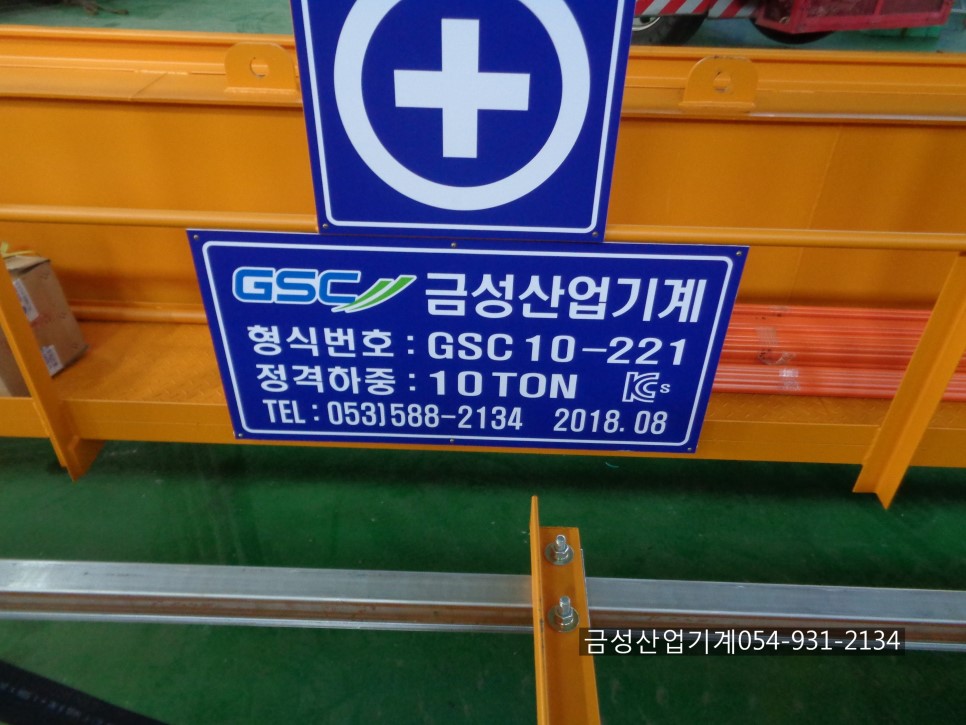 GSC 금성산업기계
형식번호 : GSC 10-221
정격하중 : 10 TON KCs
TEL : 053)588-2134 2018. 08
금성산업기계054-931-2134